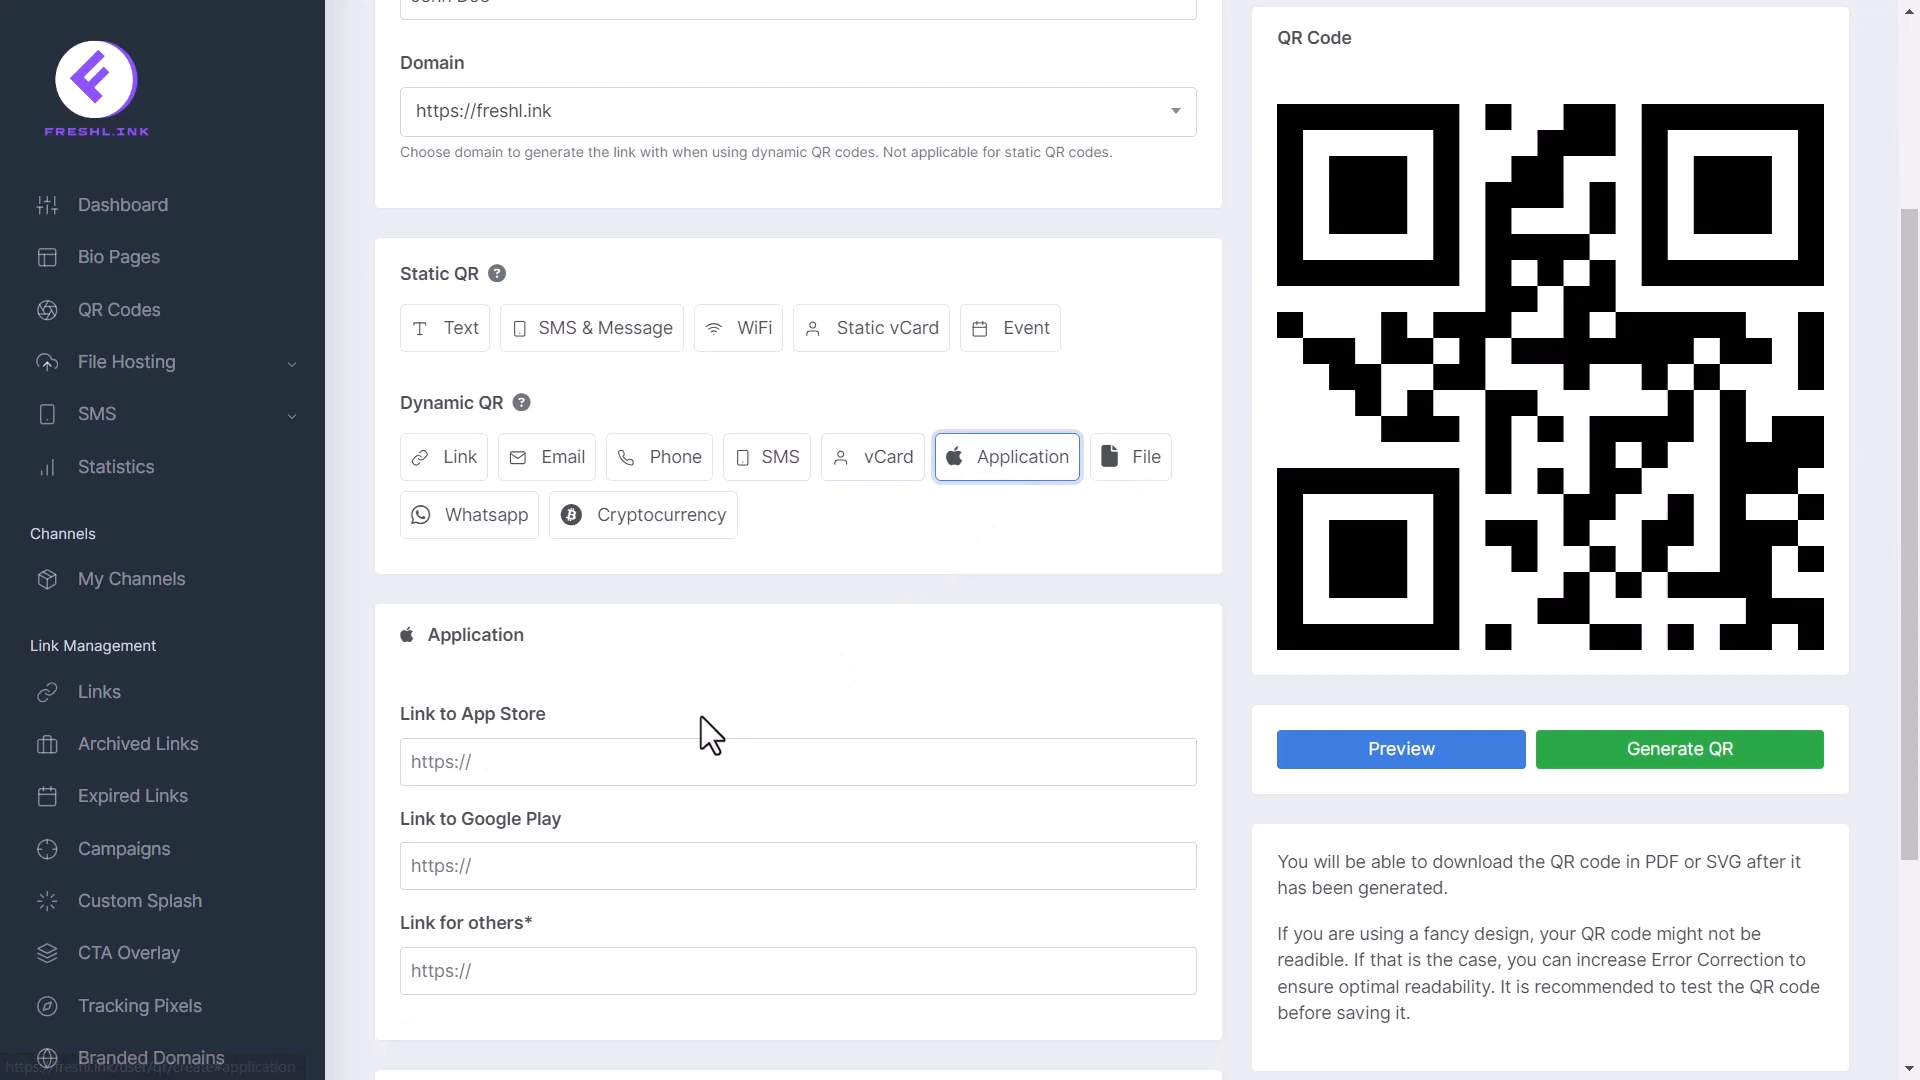 FRESHL.INK
Dashboard
Bio Pages
QR Codes
File Hosting
SMS
Statistics
Channels
My Channels
Link Management
Links
Archived Links
Expired Links
Campaigns
Custom Splash
CTA Overlay
Tracking Pixels
Branded Domains
https://freshl.ink/user/qr/create#application
Domain
https://freshl.ink
Choose domain to generate the link with when using dynamic QR codes. Not applicable for static QR codes.
Static QR ?
Text SMS & Message WiFi Static vCard Event
Dynamic QR ?
Link Email Phone SMS vCard Application File
Whatsapp Cryptocurrency
Application
Link to App Store
https://
Link to Google Play
https://
Link for others*
https://
QR Code
Preview Generate QR
You will be able to download the QR code in PDF or SVG after it
has been generated.
If you are using a fancy design, your QR code might not be
readible. If that is the case, you can increase Error Correction to
ensure optimal readability. It is recommended to test the QR code
before saving it.